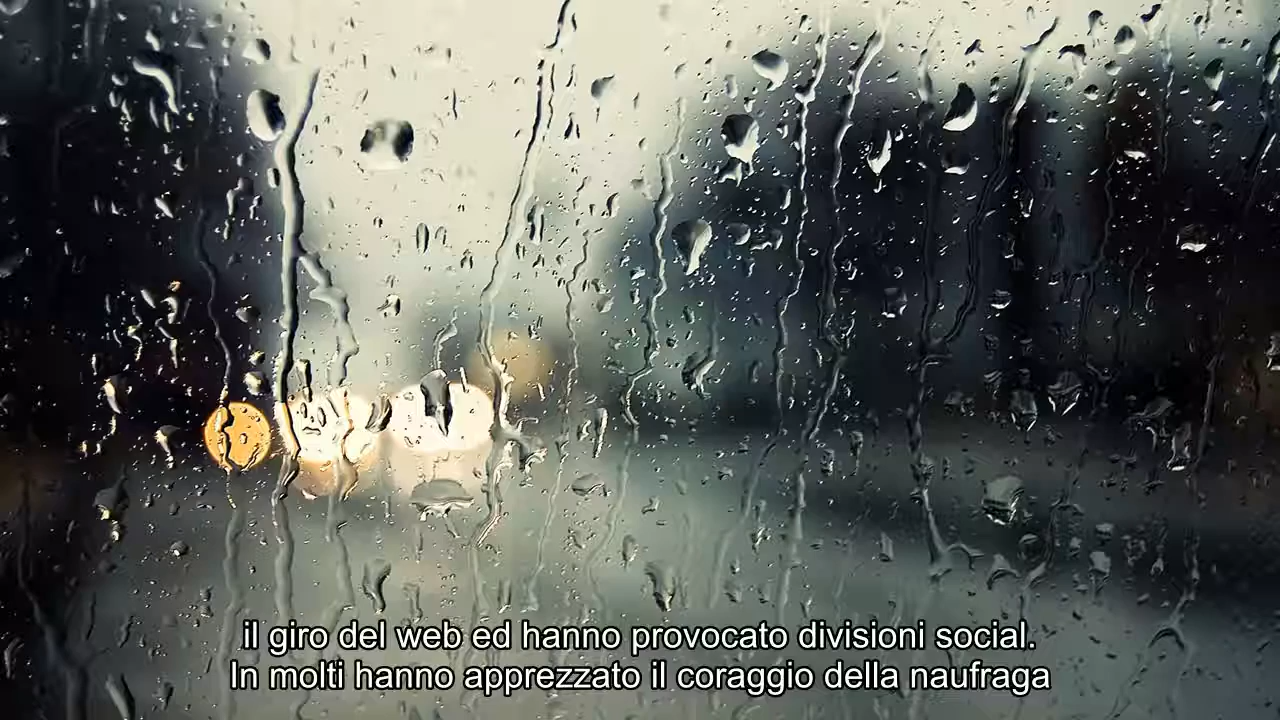 il giro del web ed hanno provocato divisioni social.
In molti hanno apprezzato il coraggio della naufraga